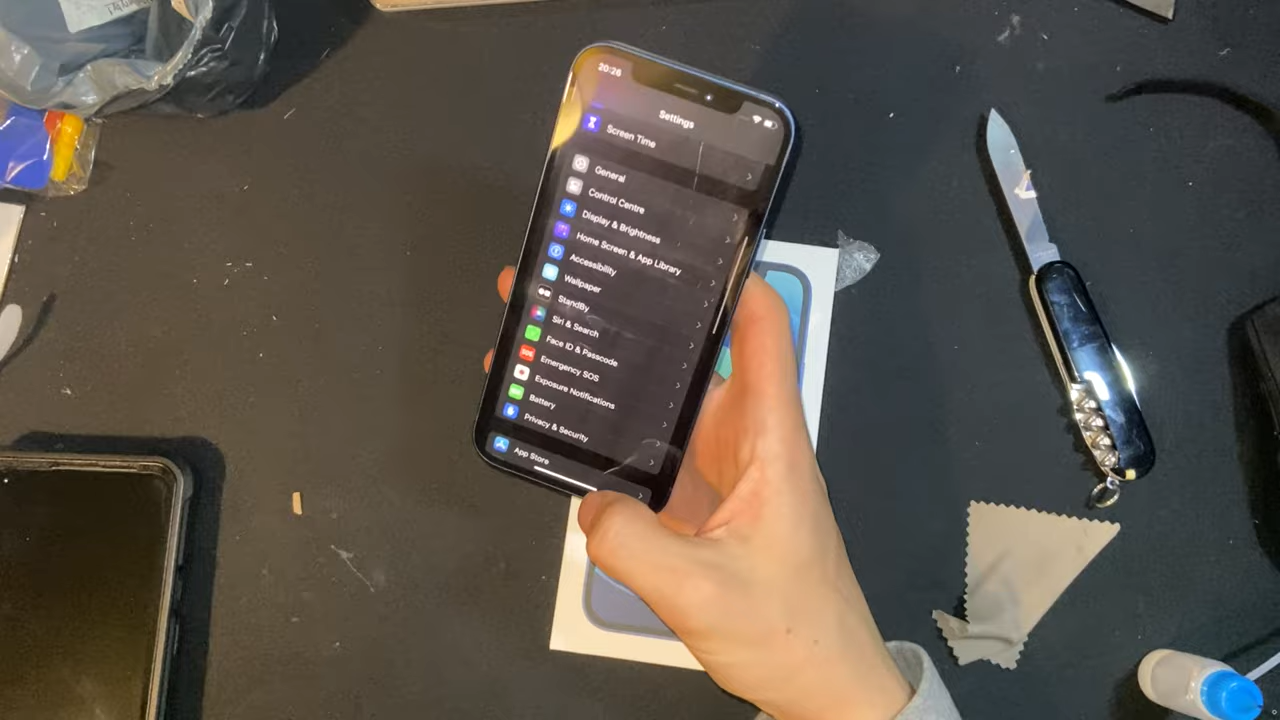 20:26
Settings
Screen Time
General
Control Centre
Display & Brightness
Home Screen & App Library
Accessibility
Wallpaper
StandBy
Siri & Search
Face ID & Passcode
SOS
Emergency SOS
Exposure Notifications
Battery
Privacy & Security
App Store